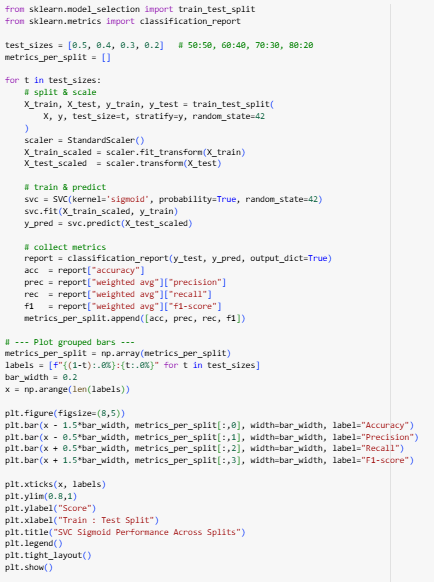 from sklearn.model_selection import train_test_split
from sklearn.metrics import classification_report

test_sizes = [0.5, 0.4, 0.3, 0.2]   # 50:50, 60:40, 70:30, 80:20
metrics_per_split = []

for t in test_sizes:
    # split & scale
    X_train, X_test, y_train, y_test = train_test_split(
        X, y, test_size=t, stratify=y, random_state=42
    )
    scaler = StandardScaler()
    X_train_scaled = scaler.fit_transform(X_train)
    X_test_scaled  = scaler.transform(X_test)

    # train & predict
    svc = SVC(kernel='sigmoid', probability=True, random_state=42)
    svc.fit(X_train_scaled, y_train)
    y_pred = svc.predict(X_test_scaled)

    # collect metrics
    report = classification_report(y_test, y_pred, output_dict=True)
    acc  = report["accuracy"]
    prec = report["weighted avg"]["precision"]
    rec  = report["weighted avg"]["recall"]
    f1   = report["weighted avg"]["f1-score"]
    metrics_per_split.append([acc, prec, rec, f1])

# --- Plot grouped bars ---
metrics_per_split = np.array(metrics_per_split)
labels = [f"{(1-t):.0%}:{t:.0%}" for t in test_sizes]
bar_width = 0.2
x = np.arange(len(labels))

plt.figure(figsize=(8,5))
plt.bar(x - 1.5*bar_width, metrics_per_split[:,0], width=bar_width, label="Accuracy")
plt.bar(x - 0.5*bar_width, metrics_per_split[:,1], width=bar_width, label="Precision")
plt.bar(x + 0.5*bar_width, metrics_per_split[:,2], width=bar_width, label="Recall")
plt.bar(x + 1.5*bar_width, metrics_per_split[:,3], width=bar_width, label="F1-score")

plt.xticks(x, labels)
plt.ylim(0.8,1)
plt.ylabel("Score")
plt.xlabel("Train : Test Split")
plt.title("SVC Sigmoid Performance Across Splits")
plt.legend()
plt.tight_layout()
plt.show()